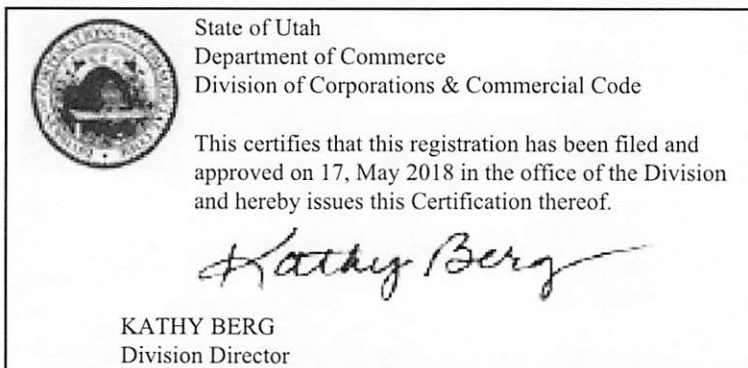 State of Utah
Department of Commerce
Division of Corporations & Commercial Code
This certifies that this registration has been filed and
approved on 17, May 2018 in the office of the Division
and hereby issues this Certification thereof.
Kathy Berg
KATHY BERG
Division Director